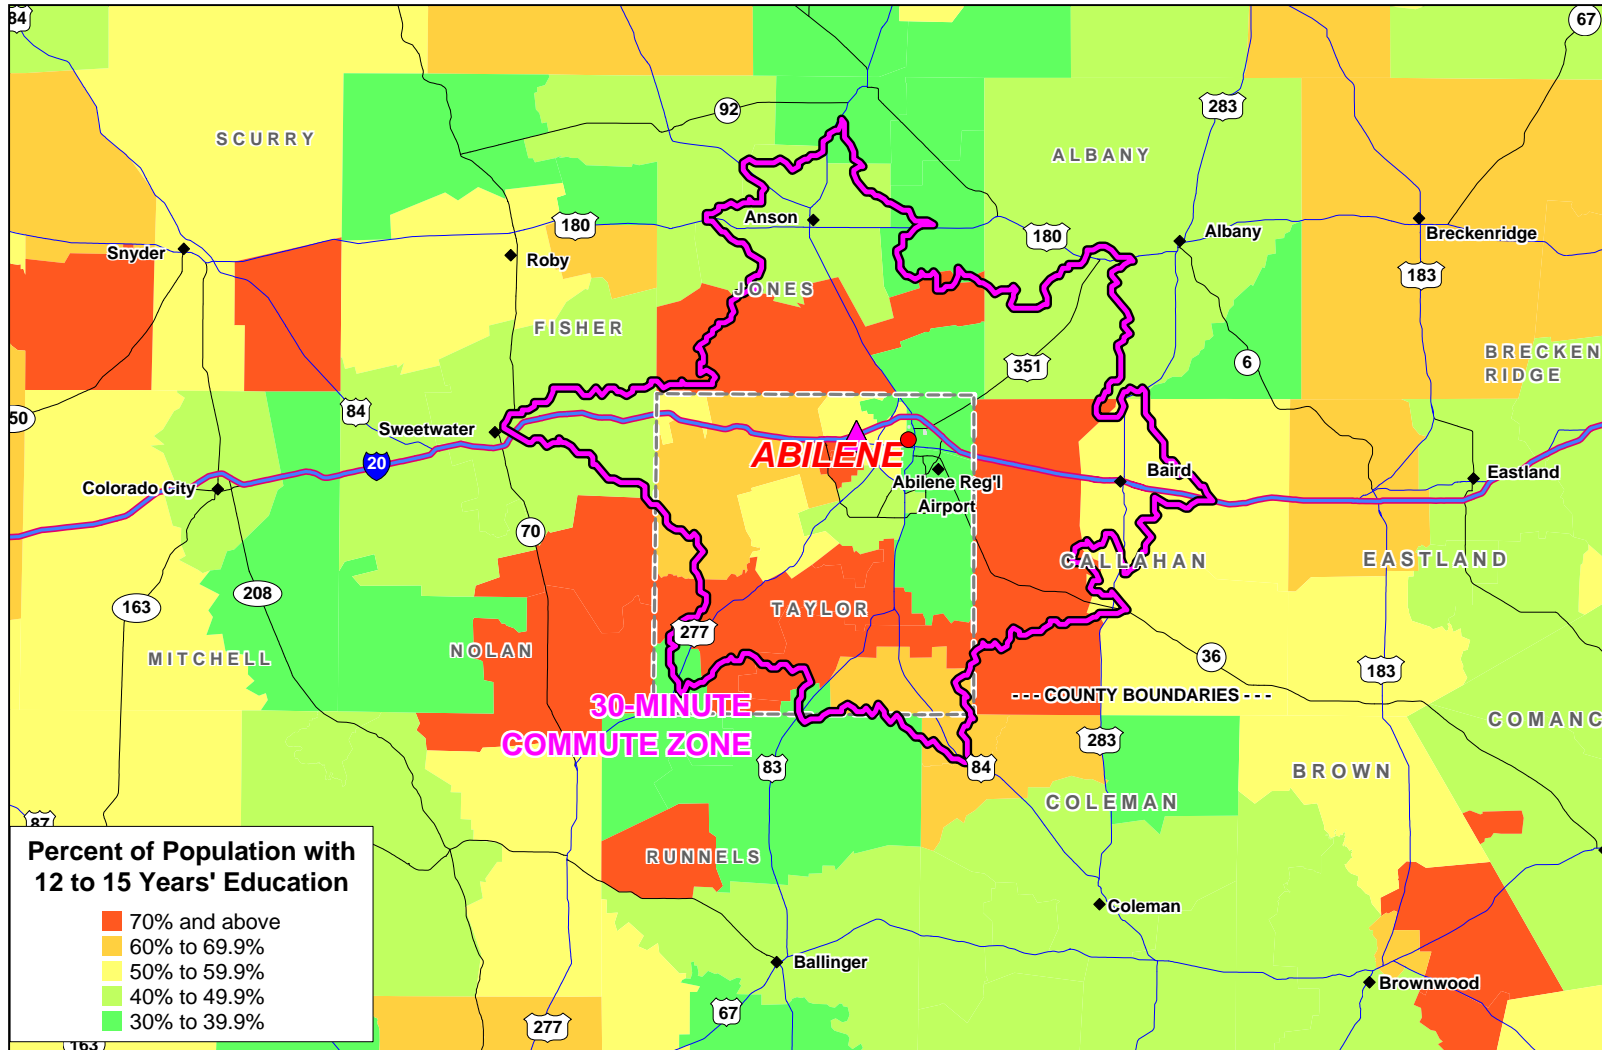 84
67
92
283
SCURRY
ALBANY
Anson
180
180
Albany
Breckenridge
Snyder
Roby
183
JONES
FISHER
BRECKEN
RIDGE
351
6
84
50
Sweetwater
ABILENE
20
Baird
Eastland
Colorado City
Abilene Reg'l
Airport
70
CALLAHAN
EASTLAND
208
163
TAYLOR
277
NOLAN
MITCHELL
36
183
---COUNTY BOUNDARIES---
30-MINUTE
COMMUTE ZONE
COMANC
283
83
84
BROWN
COLEMAN
87
Percent of Population with
12 to 15 Years' Education
RUNNELS
70% and above
60% to 69.9%
50% to 59.9%
40% to 49.9%
30% to 39.9%
Coleman
Ballinger
Brownwood
67
277
163